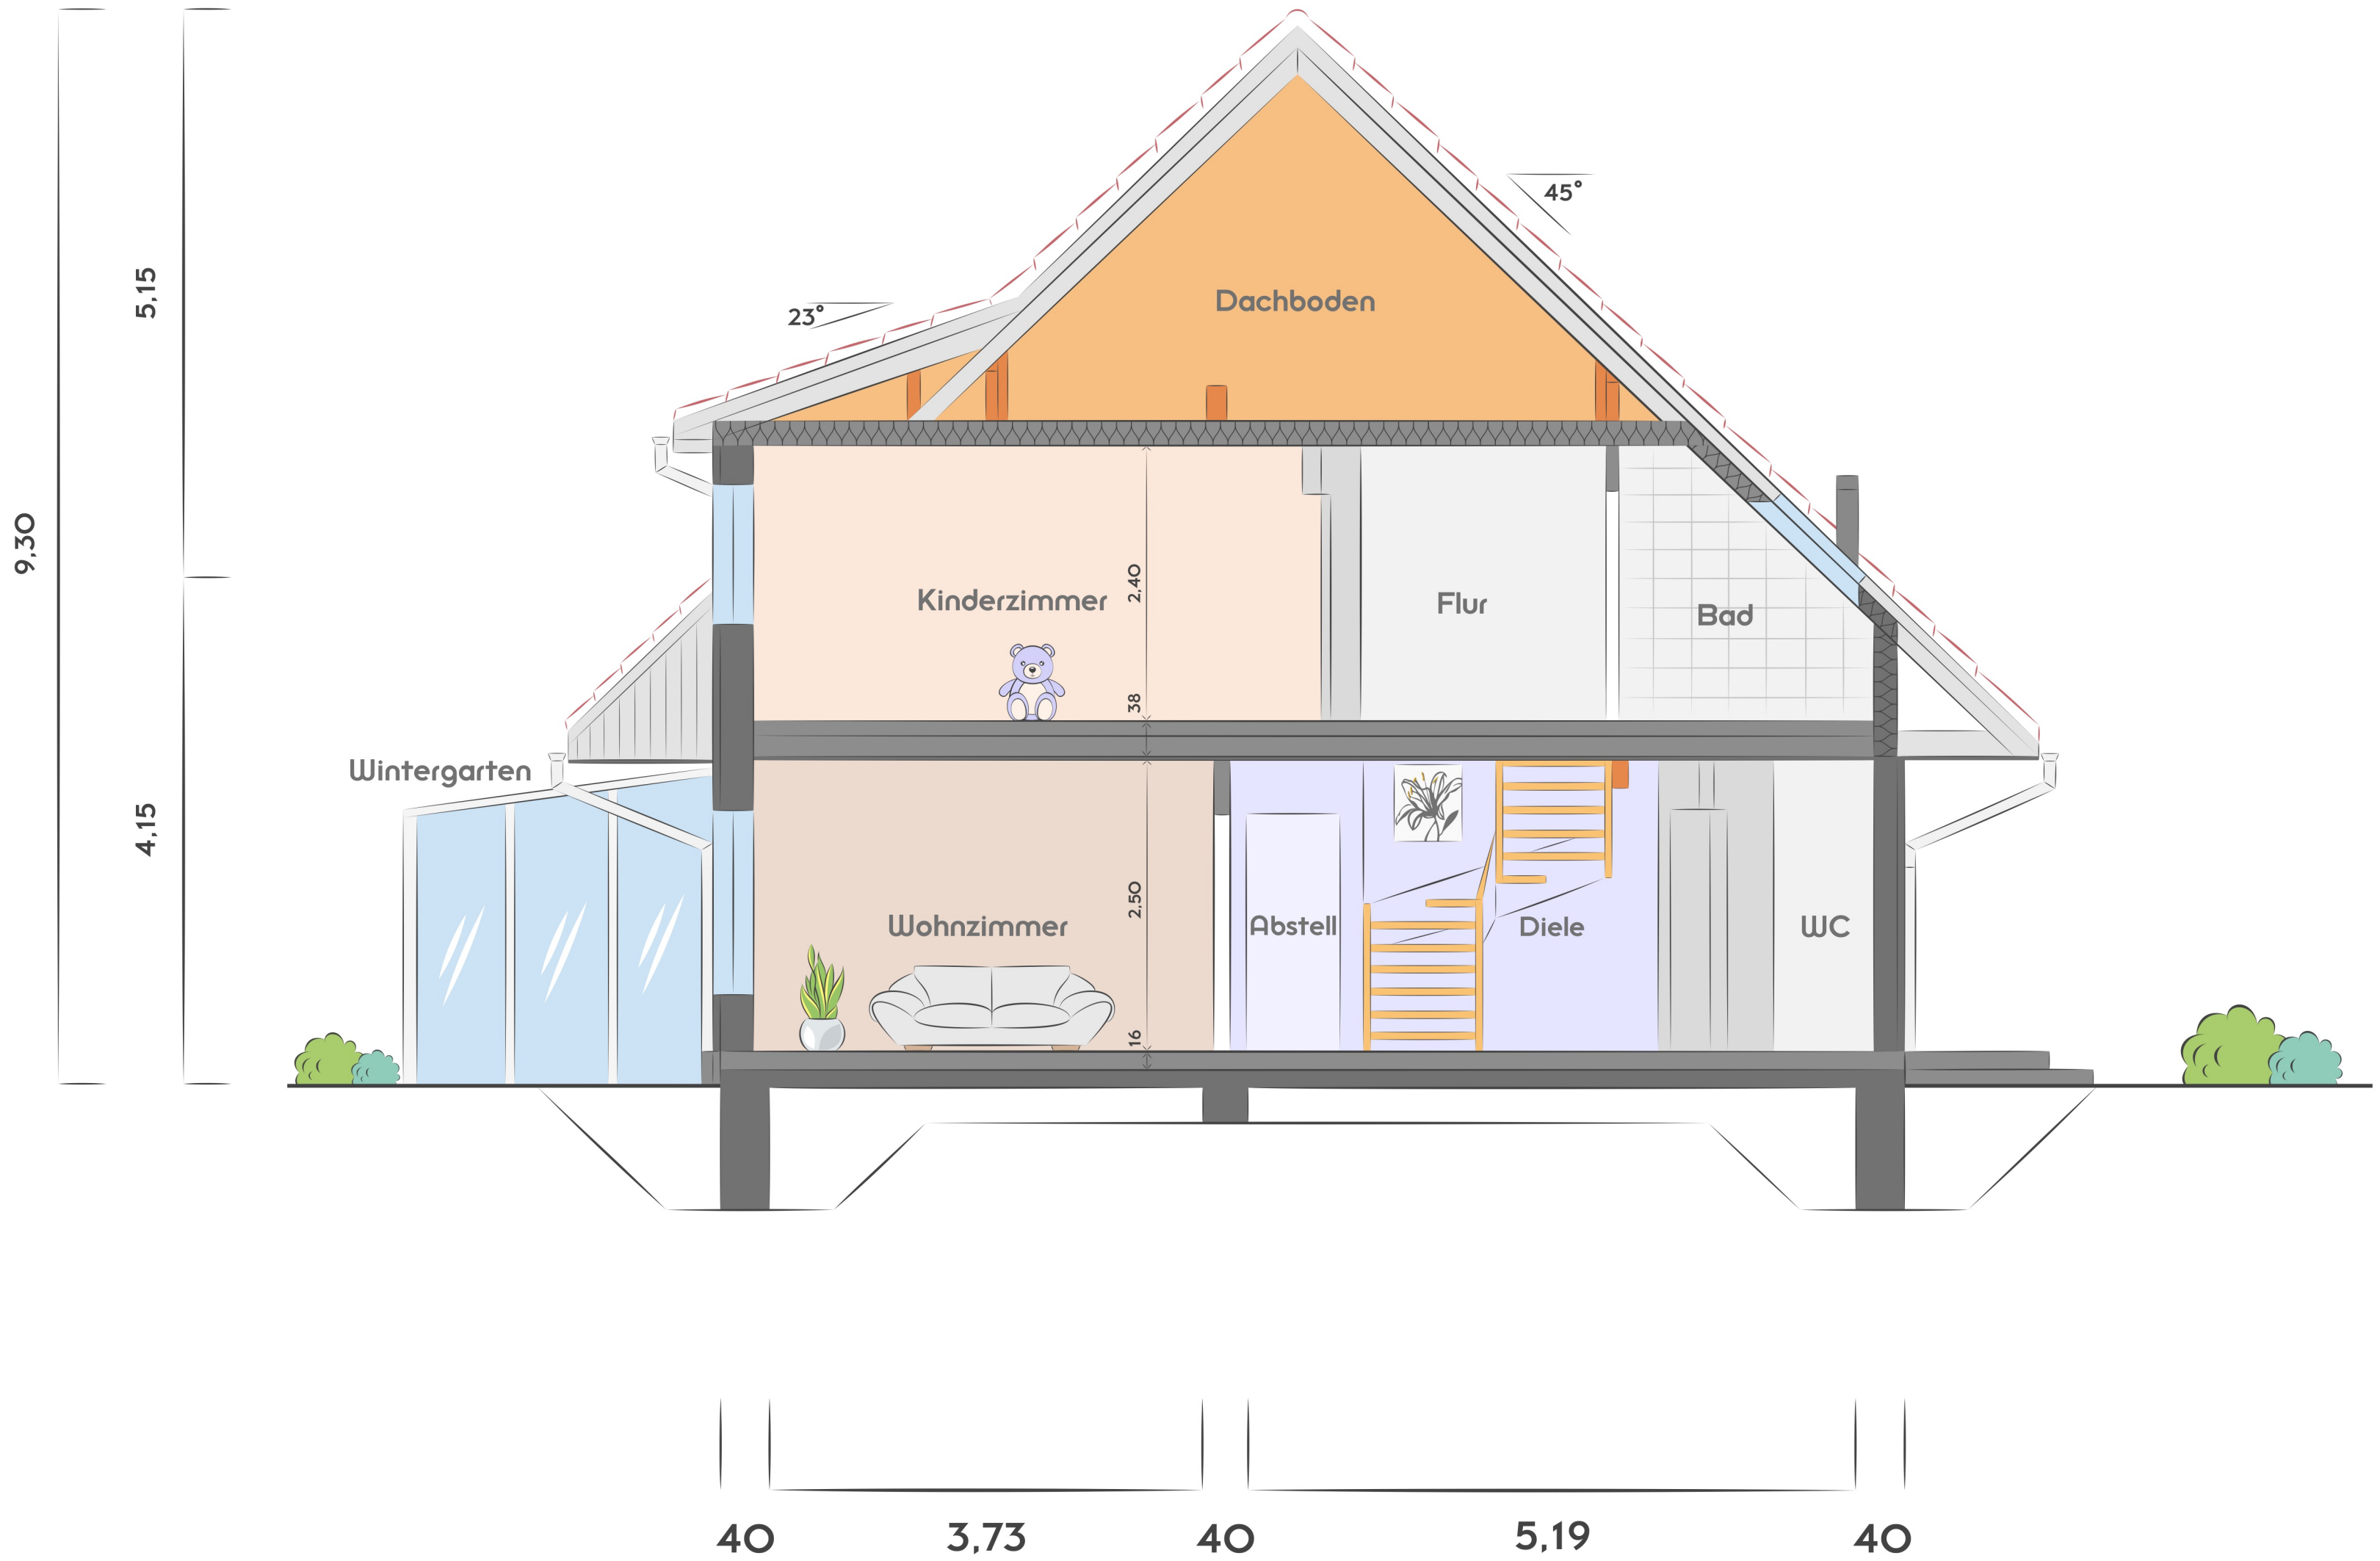 45°
23°
5,15
Dachboden
9,30
Kinderzimmer
2,40
Flur
Bad
38
Wintergarten
4,15
2,50
Wohnzimmer
Abstell
Diele
WC
16
40
3,73
40
5,19
40